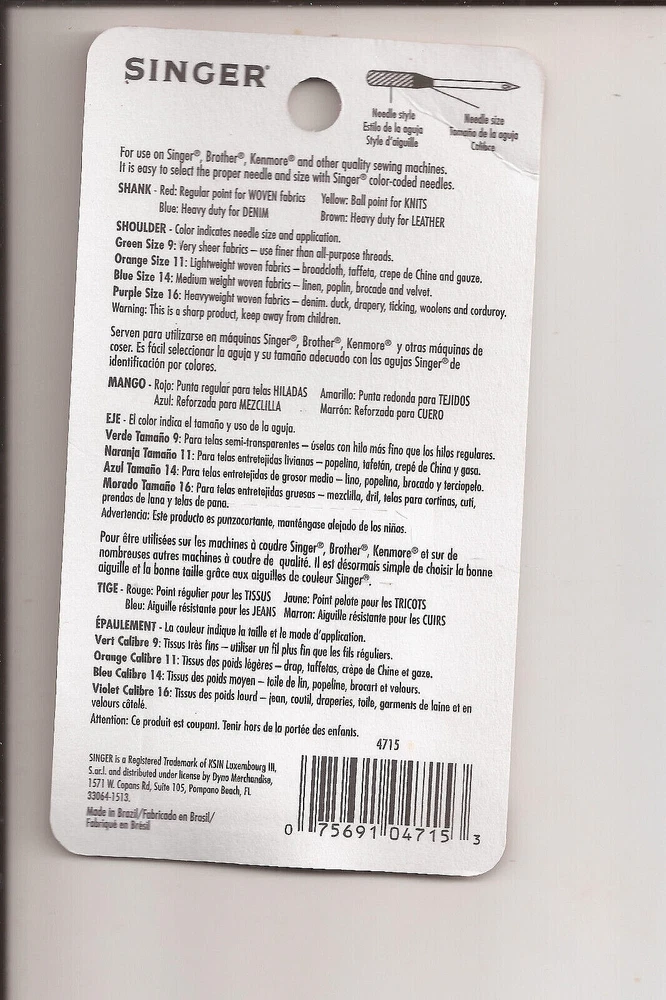 SINGER®
Needle style
Estilo de la aguja
Style d'aiguille
Needle size
Tamaño de la aguja
Calibre
For use on Singer®, Brother®, Kenmore® and other quality sewing machines.
It is easy to select the proper needle and size with Singer® color-coded needles.
SHANK - Red: Regular point for WOVEN fabrics Yellow: Ball point for KNITS
Blue: Heavy duty for DENIM Brown: Heavy duty for LEATHER
SHOULDER - Color indicates needle size and application.
Green Size 9: Very sheer fabrics – use finer than all-purpose threads.
Orange Size 11: Lightweight woven fabrics – broadcloth, taffeta, crepe de Chine and gauze.
Blue Size 14: Medium weight woven fabrics – linen, poplin, brocade and velvet.
Purple Size 16: Heavyweight woven fabrics – denim. duck, drapery, ticking, woolens and corduroy.
Warning: This is a sharp product, keep away from children.
Serven para utilizarse en máquinas Singer®, Brother®, Kenmore® y otras máquinas de
coser. Es fácil seleccionar la aguja y su tamaño adecuado con las agujas Singer® de
identificación por colores.
MANGO - Rojo: Punta regular para telas HILADAS Amarillo: Punta redonda para TEJIDOS
Azul: Reforzada para MEZCLILLA Marrón: Reforzada para CUERO
EJE - El color indica el tamaño y uso de la aguja.
Verde Tamaño 9: Para telas semi-transparentes – úselas con hilo más fino que los hilos regulares.
Naranja Tamaño 11: Para telas entretejidas livianas – popelina, tafetán, crepé de China y gasa.
Azul Tamaño 14: Para telas entretejidas de grosor medio – lino, popelina, brocado y terciopelo.
Morado Tamaño 16: Para telas entretejidas gruesas – mezclilla, dril, telas para cortinas, cutí,
prendas de lana y telas de pana.
Advertencia: Este producto es punzocortante, manténgase alejado de los niños.
Pour être utilisées sur les machines à coudre Singer®, Brother®, Kenmore® et sur de
nombreuses autres machines à coudre de qualité. Il est désormais simple de choisir la bonne
aiguille et la bonne taille grâce aux aiguilles de couleur Singer®.
TIGE - Rouge: Point régulier pour les TISSUS Jaune: Point pelote pour les TRICOTS
Bleu: Aiguille résistante pour les JEANS Marron: Aiguille résistante pour les CUIRS
ÉPAULEMENT - La couleur indique la taille et le mode d'application.
Vert Calibre 9: Tissus très fins – utiliser un fil plus fin que les fils réguliers.
Orange Calibre 11: Tissus des poids légères – drap, taffetas, crêpe de Chine et gaze.
Bleu Calibre 14: Tissus des poids moyen – toile de lin, popeline, brocart et velours.
Violet Calibre 16: Tissus des poids lourd – jean, coutil, draperies, toile, garments de laine et en
velours côtelé.
Attention: Ce produit est coupant. Tenir hors de la portée des enfants.
4715
SINGER is a Registered Trademark of KSIN Luxembourg III,
S.ar.l. and distributed under license by Dyno Merchandise,
1571 W. Copans Rd, Suite 105, Pompano Beach, FL
33064-1513.
Made in Brazil/Fabricado en Brasil/
Fabriqué en Brésil
0 75691 04715 3